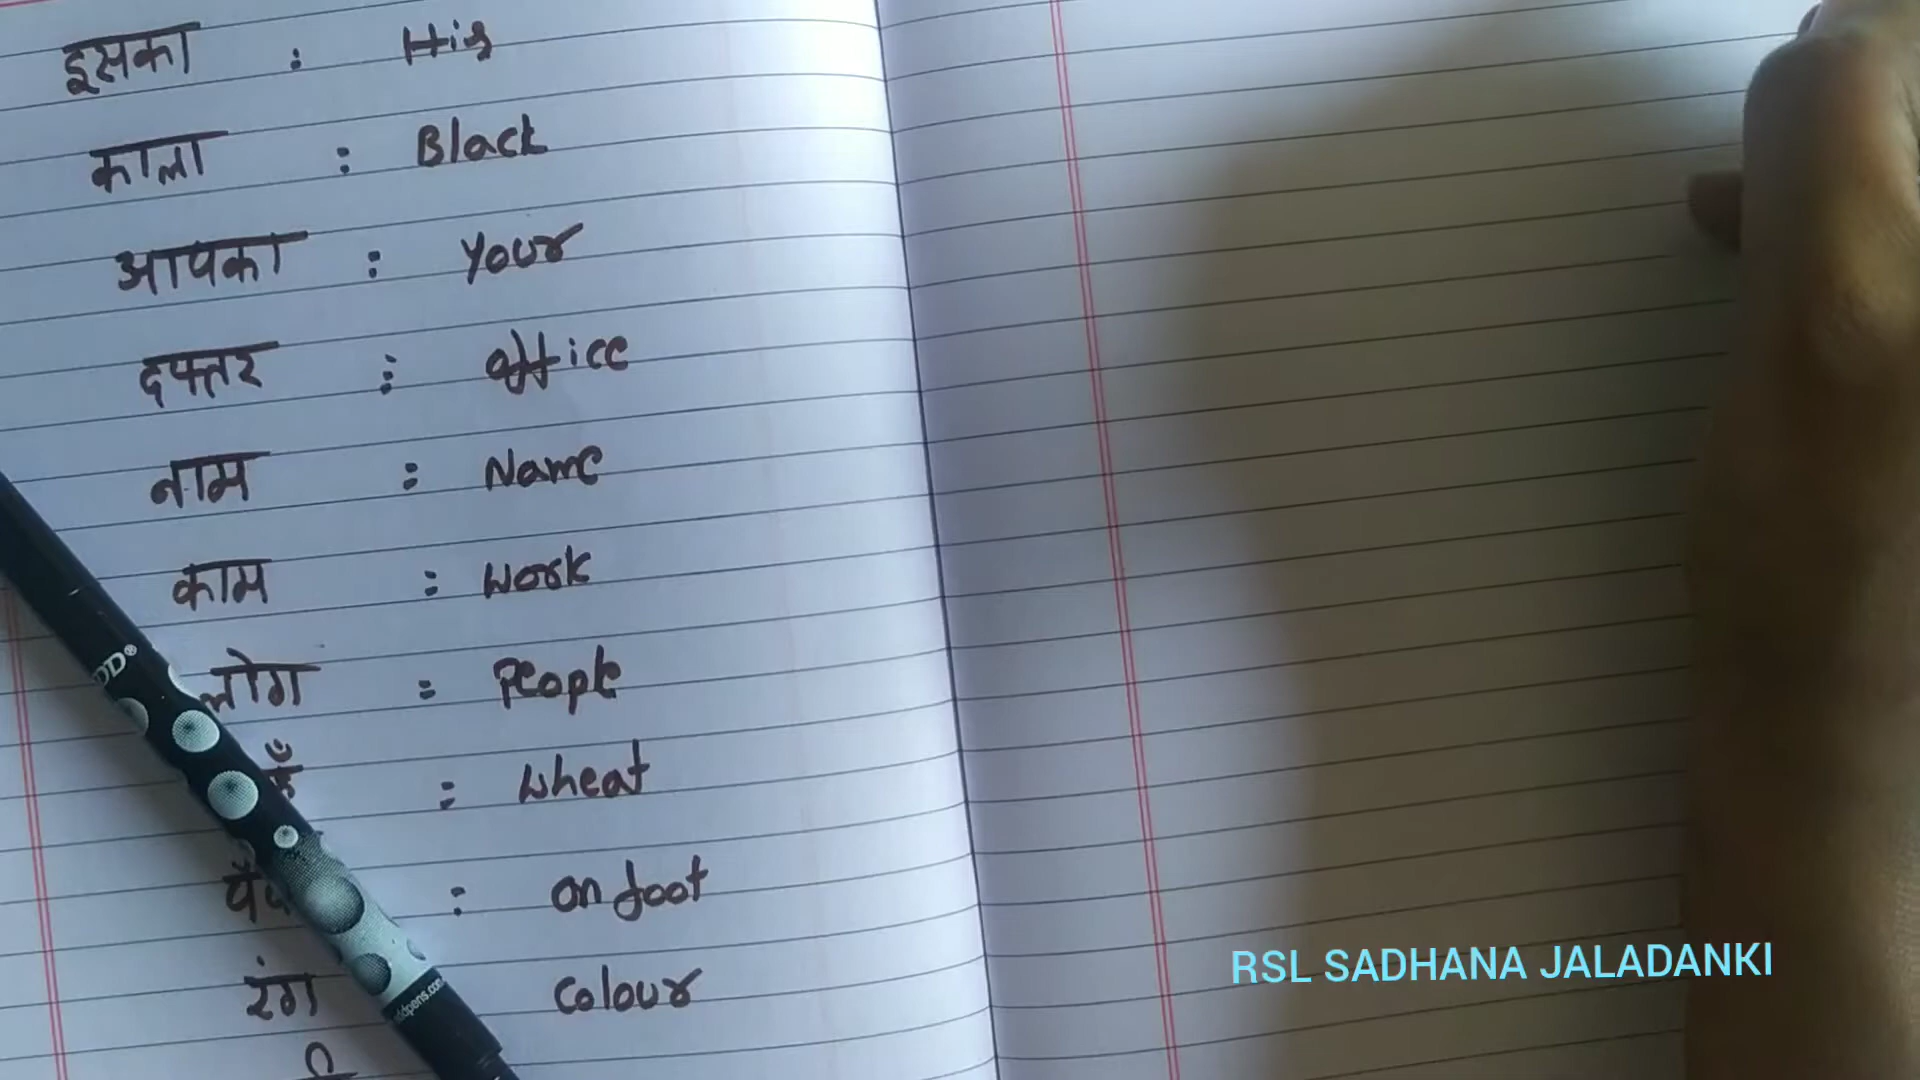 इसका : His
काला : Black
आपका : Your
दफ्तर : office
नाम : Name
काम : work
लोग : People
: wheat
: on foot
रंग colour
RSL SADHANA JALADANKI